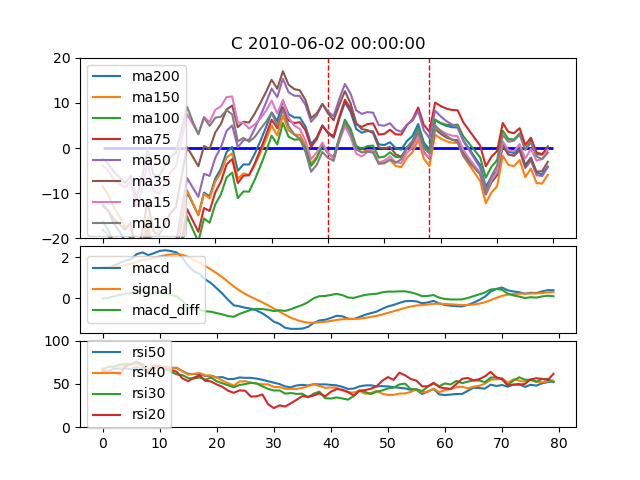 C 2010-06-02 00:00:00
20
10
0
−10
−20
ma200
ma150
ma100
ma75
ma50
ma35
ma15
ma10
2
0
macd
signal
macd_diff
100
50
0
rsi50
rsi40
rsi30
rsi20
0 10 20 30 40 50 60 70 80